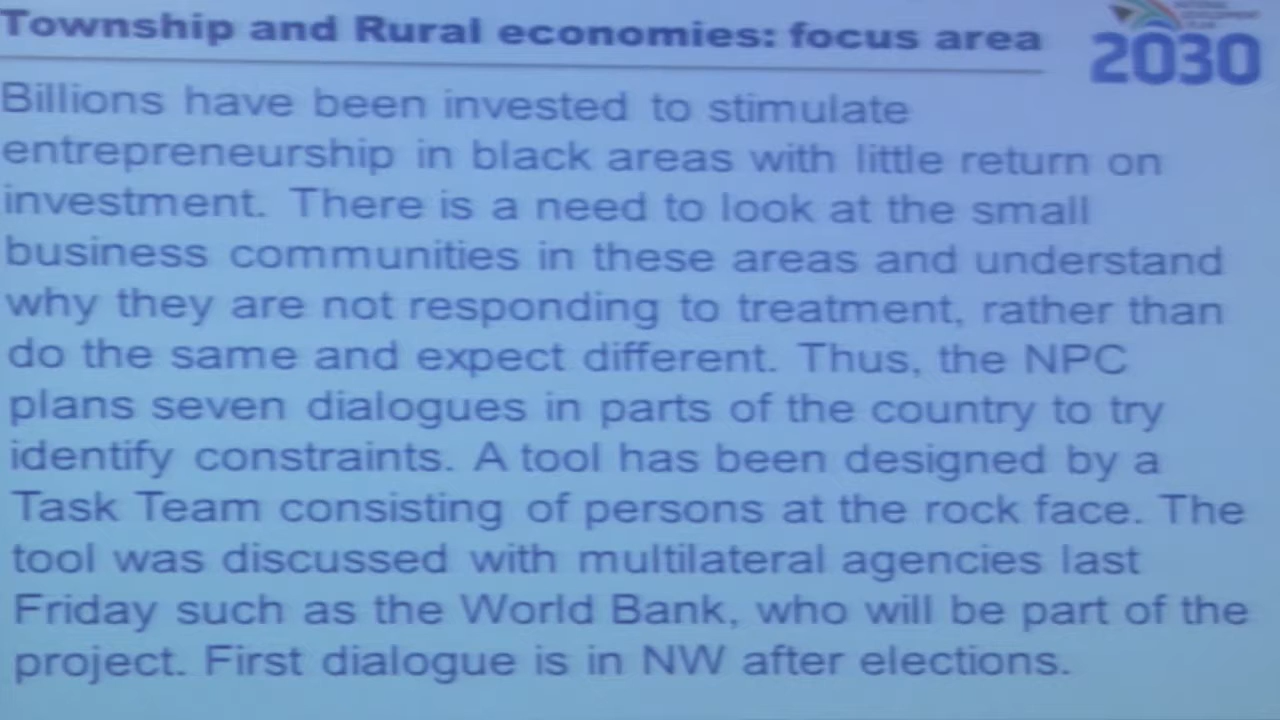 Township and Rural economies: focus area
2030
Billions have been invested to stimulate
entrepreneurship in black areas with little return on
investment. There is a need to look at the small
business communities in these areas and understand
why they are not responding to treatment, rather than
do the same and expect different. Thus, the NPC
plans seven dialogues in parts of the country to try
identify constraints. A tool has been designed by a
Task Team consisting of persons at the rock face. The
tool was discussed with multilateral agencies last
Friday such as the World Bank, who will be part of the
project. First dialogue is in NW after elections.